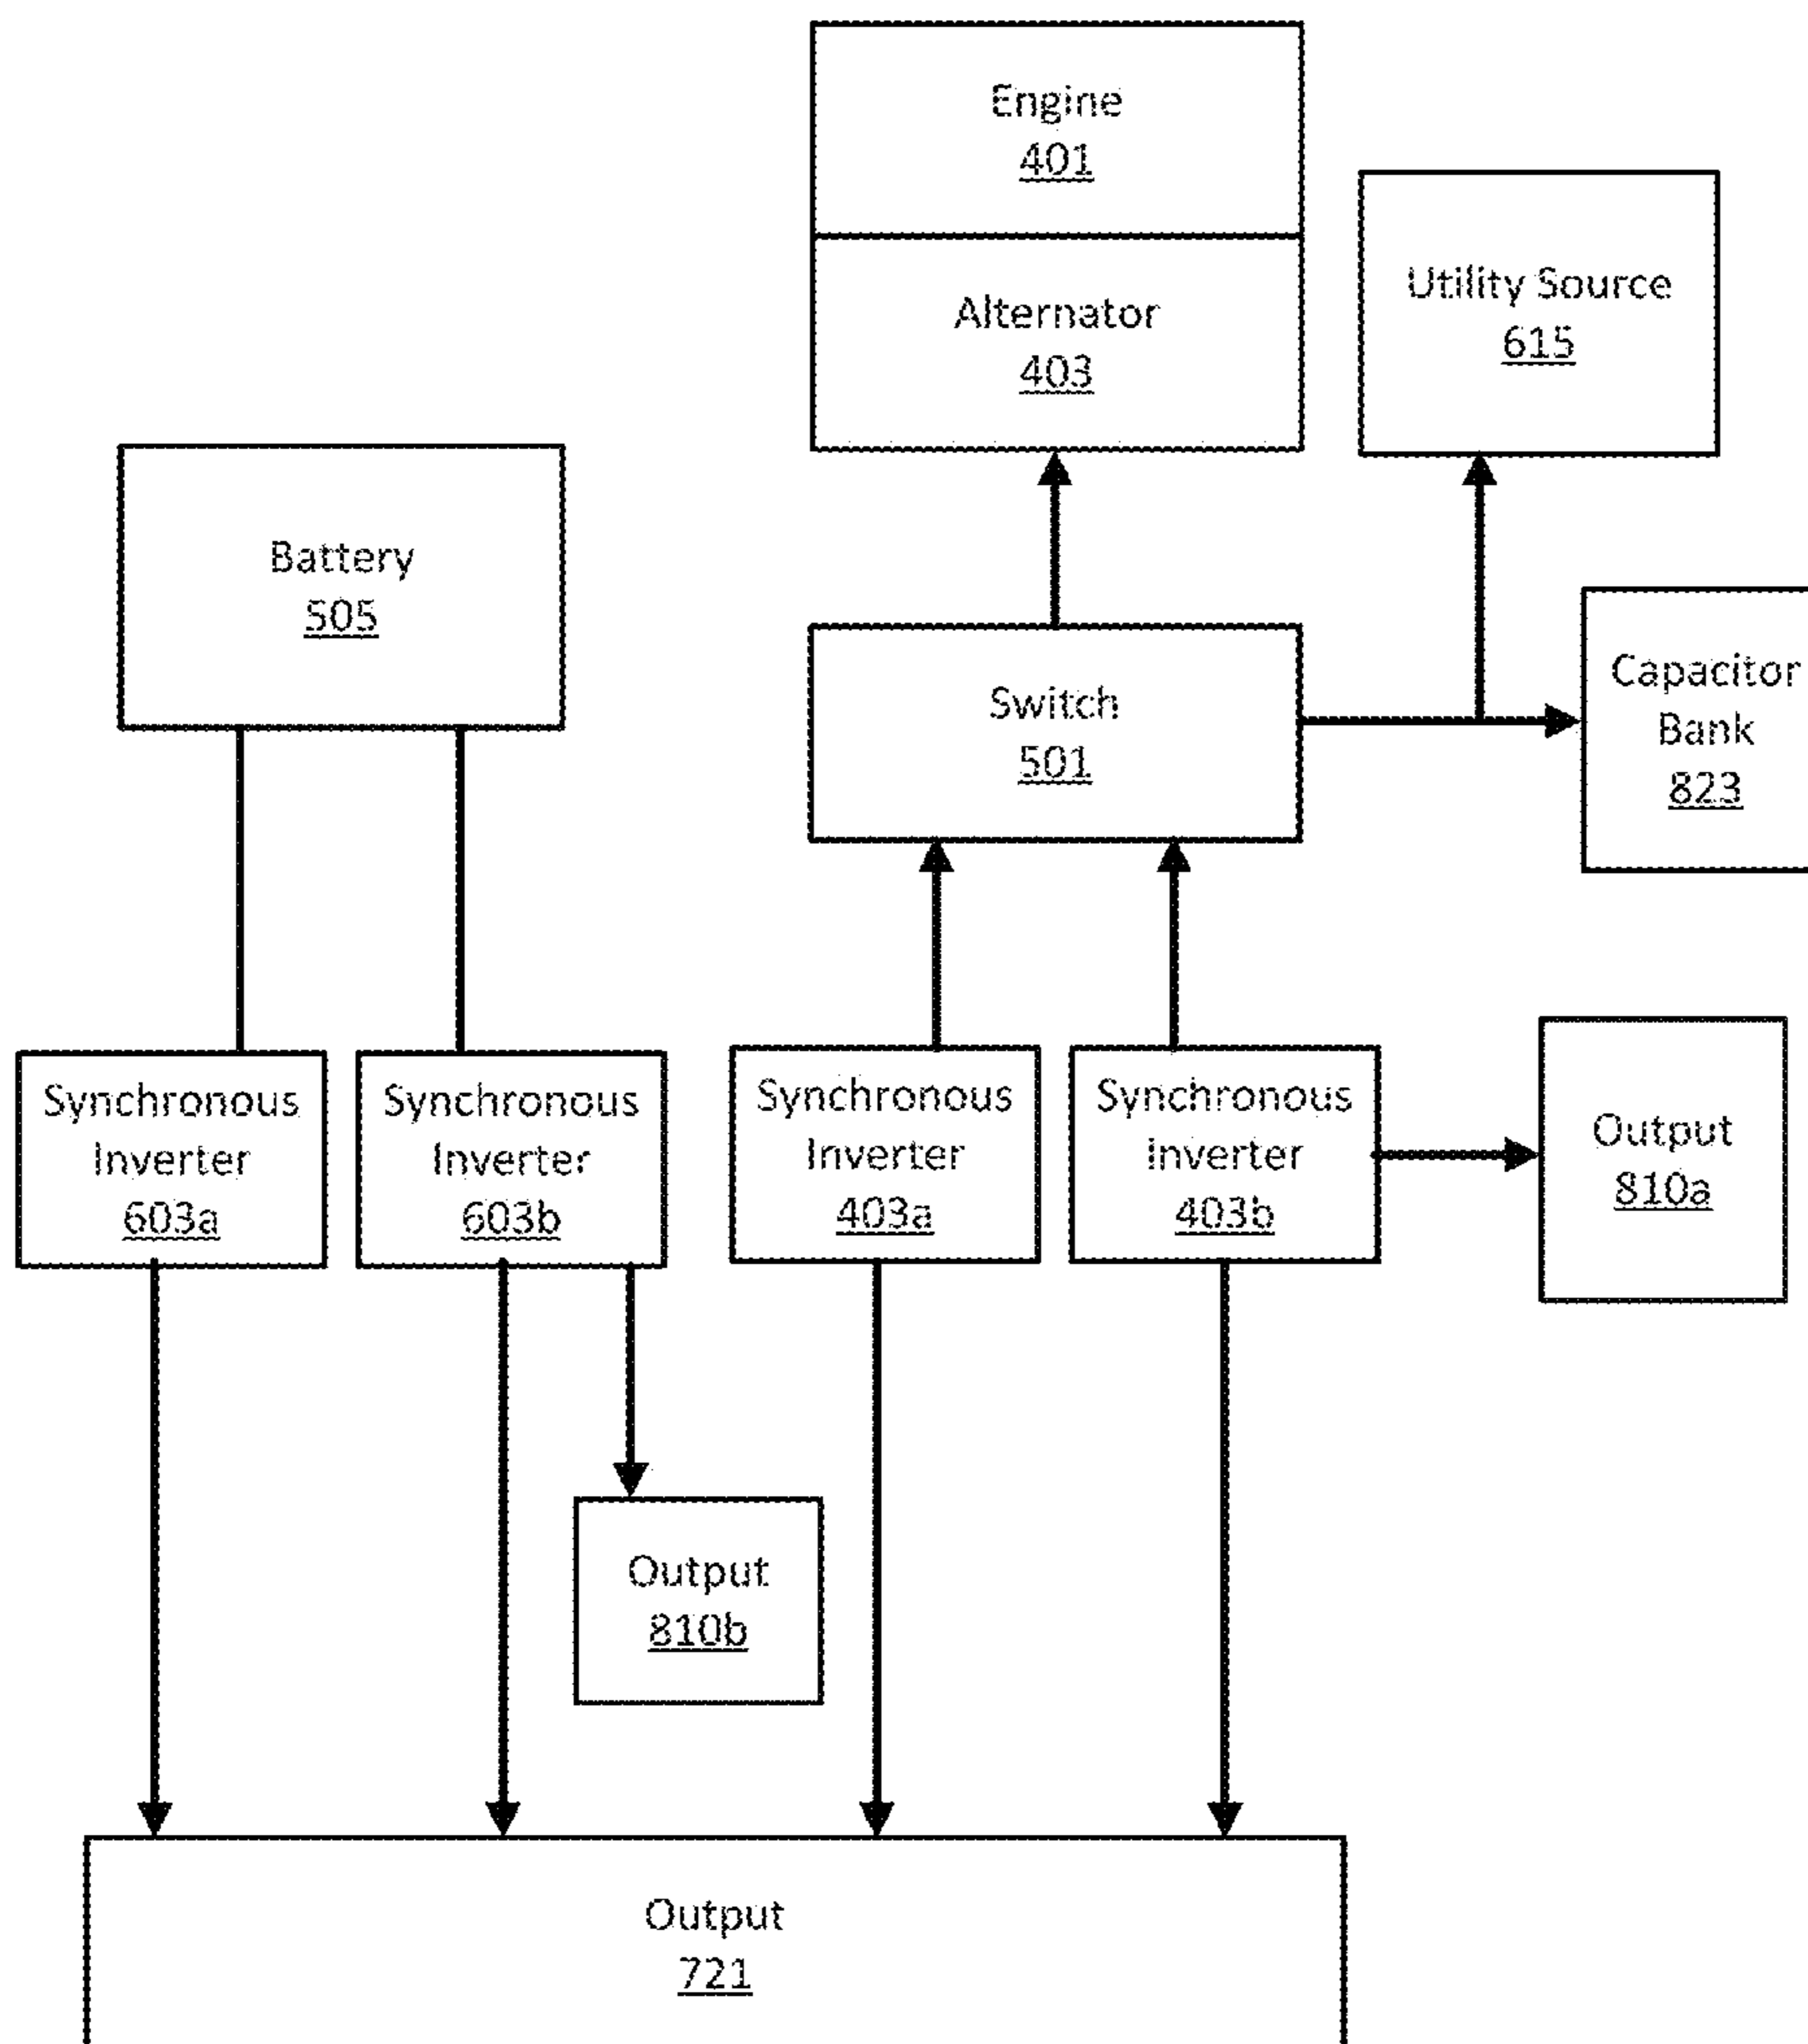 Engine
401
Alternator
403
Utility Source
615
Battery
505
Switch
501
Capacitor
Bank
823
Synchronous
Inverter
603a
Synchronous
Inverter
603b
Synchronous
Inverter
403a
Synchronous
Inverter
403b
Output
810a
Output
810b
Output
721